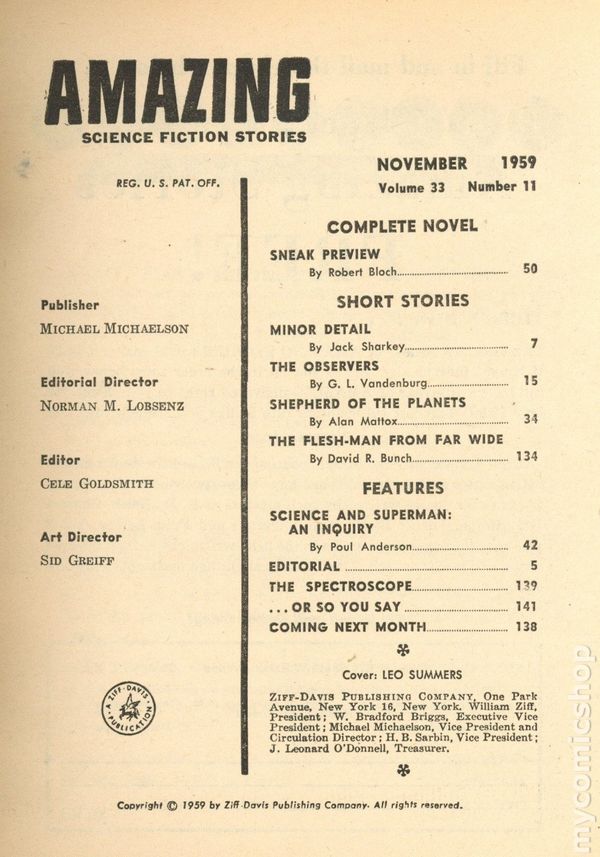 AMAZING
SCIENCE FICTION STORIES
REG. U. S. PAT. OFF.
Publisher
MICHAEL MICHAELSON
Editorial Director
NORMAN M. LOBSENZ
Editor
CELE GOLDSMITH
Art Director
SID GREIFF
A ZIFF-DAVIS PUBLICATION
NOVEMBER 1959
Volume 33 Number 11
COMPLETE NOVEL
SNEAK PREVIEW
By Robert Bloch 50
SHORT STORIES
MINOR DETAIL
By Jack Sharkey 7
THE OBSERVERS
By G. L. Vandenburg 15
SHEPHERD OF THE PLANETS
By Alan Mattox 34
THE FLESH-MAN FROM FAR WIDE
By David R. Bunch 134
FEATURES
SCIENCE AND SUPERMAN:
AN INQUIRY
By Poul Anderson 42
EDITORIAL 5
THE SPECTROSCOPE 139
...OR SO YOU SAY 141
COMING NEXT MONTH 138
Cover: LEO SUMMERS
ZIFF-DAVIS PUBLISHING COMPANY, One Park
Avenue, New York 16, New York. William Ziff,
President; W. Bradford Briggs, Executive Vice
President; Michael Michaelson, Vice President and
Circulation Director; H. B. Sarbin, Vice President;
J. Leonard O'Donnell, Treasurer.
Copyright © 1959 by Ziff-Davis Publishing Company. All rights reserved.
mycomicshop